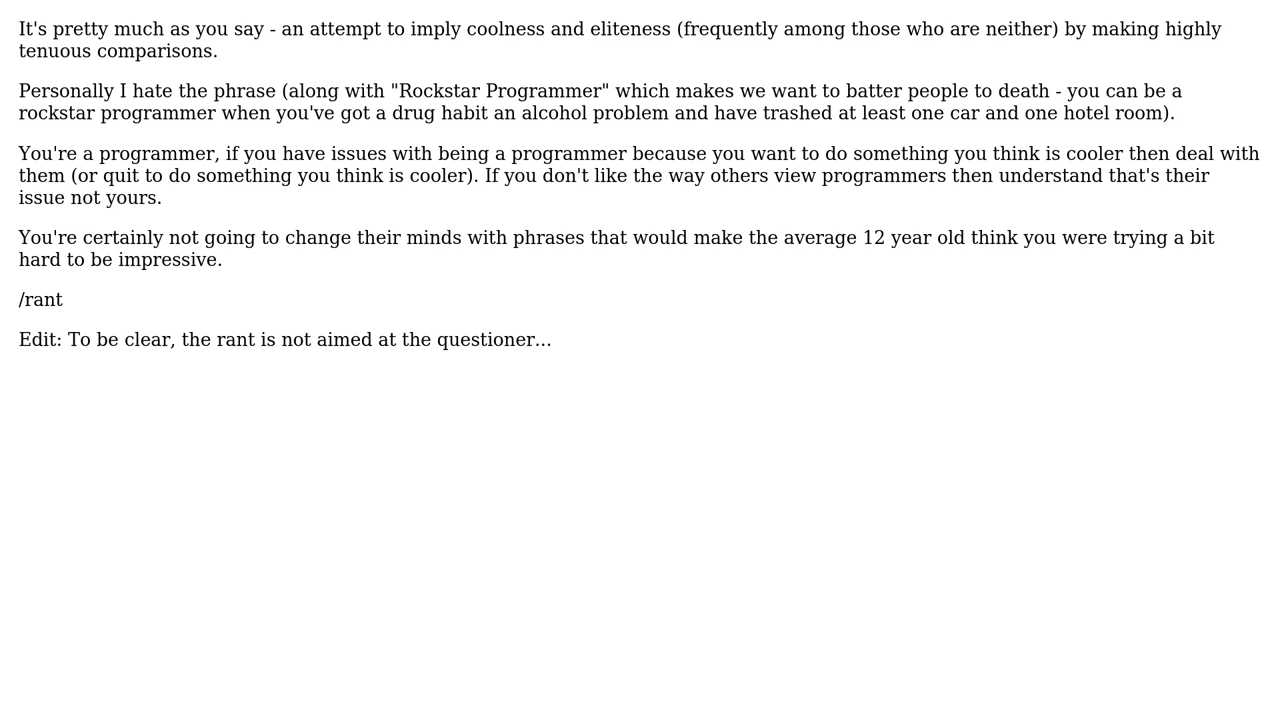 It's pretty much as you say - an attempt to imply coolness and eliteness (frequently among those who are neither) by making highly
tenuous comparisons.
Personally I hate the phrase (along with "Rockstar Programmer" which makes we want to batter people to death - you can be a
rockstar programmer when you've got a drug habit an alcohol problem and have trashed at least one car and one hotel room).
You're a programmer, if you have issues with being a programmer because you want to do something you think is cooler then deal with
them (or quit to do something you think is cooler). If you don't like the way others view programmers then understand that's their
issue not yours.
You're certainly not going to change their minds with phrases that would make the average 12 year old think you were trying a bit
hard to be impressive.
/rant
Edit: To be clear, the rant is not aimed at the questioner...